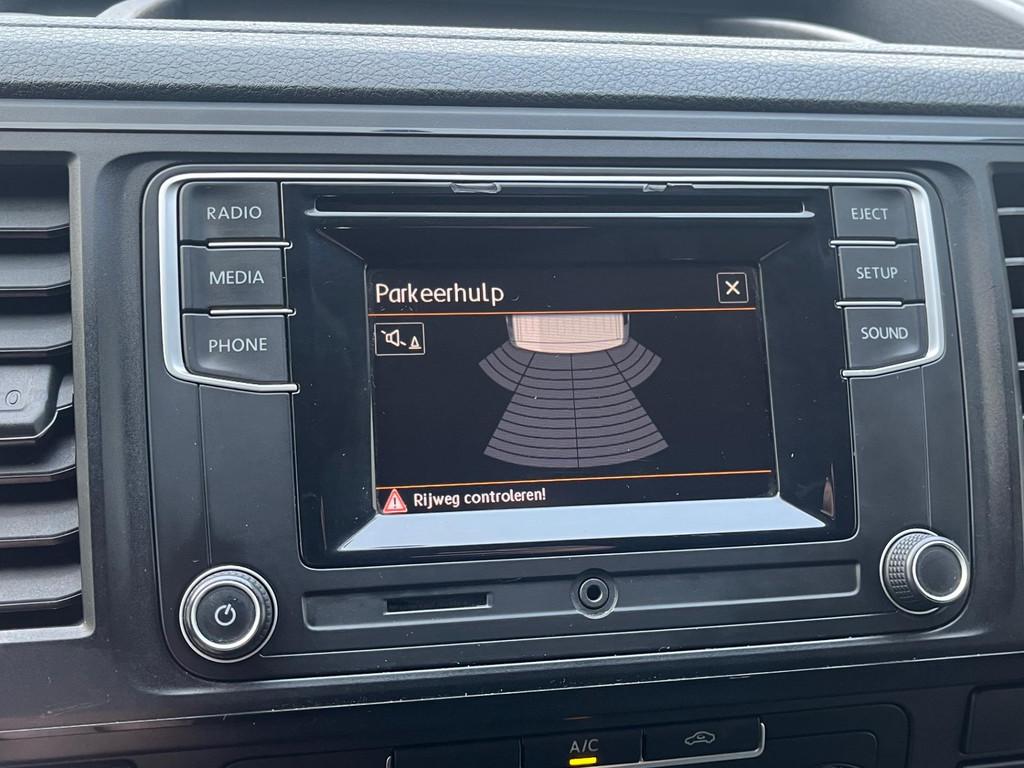 RADIO
MEDIA
PHONE
EJECT
SETUP
SOUND
Parkeerhulp
Rijweg controleren!
A/C